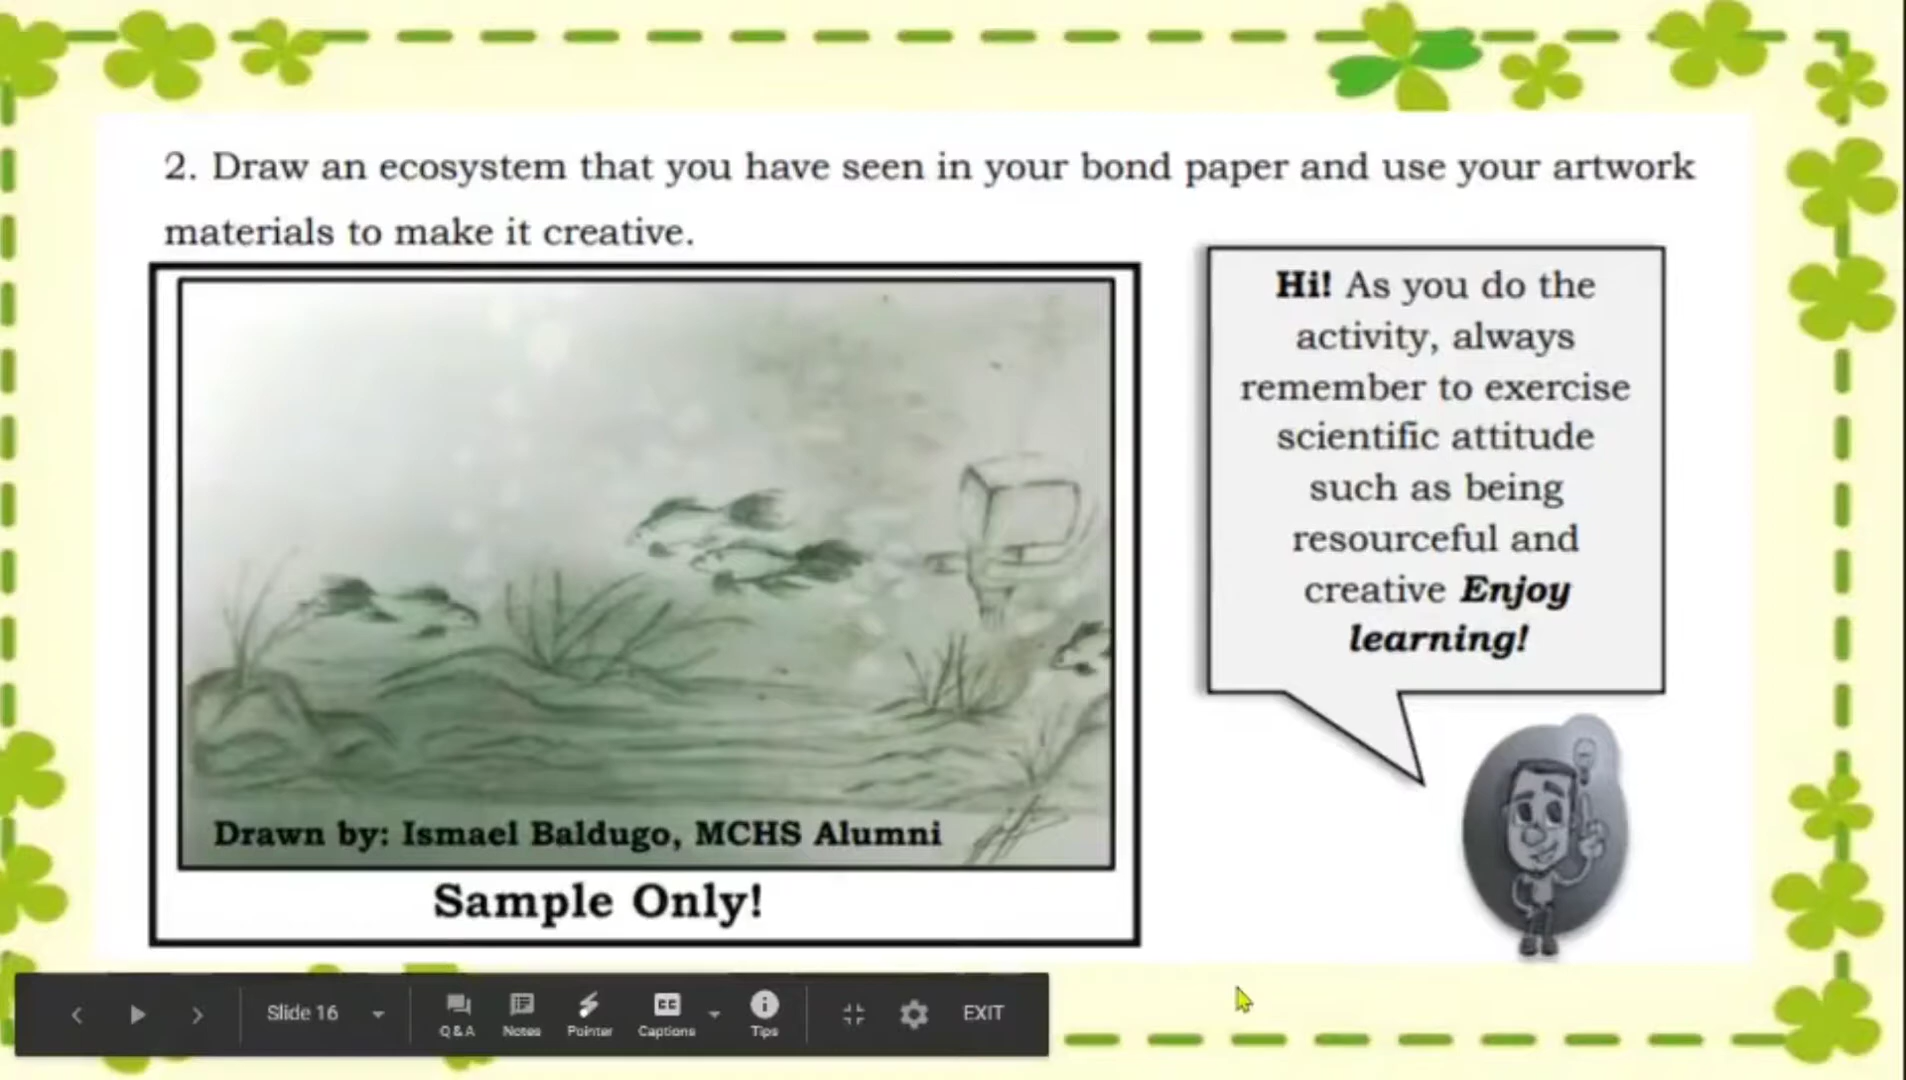 2. Draw an ecosystem that you have seen in your bond paper and use your artwork
materials to make it creative.
Hi! As you do the
activity, always
remember to exercise
scientific attitude
such as being
resourceful and
creative Enjoy
learning!
Drawn by: Ismael Baldugo, MCHS Alumni
Sample Only!
Slide 16
Q&A
Notes
Pointer
CC
Captions
Tips
EXIT